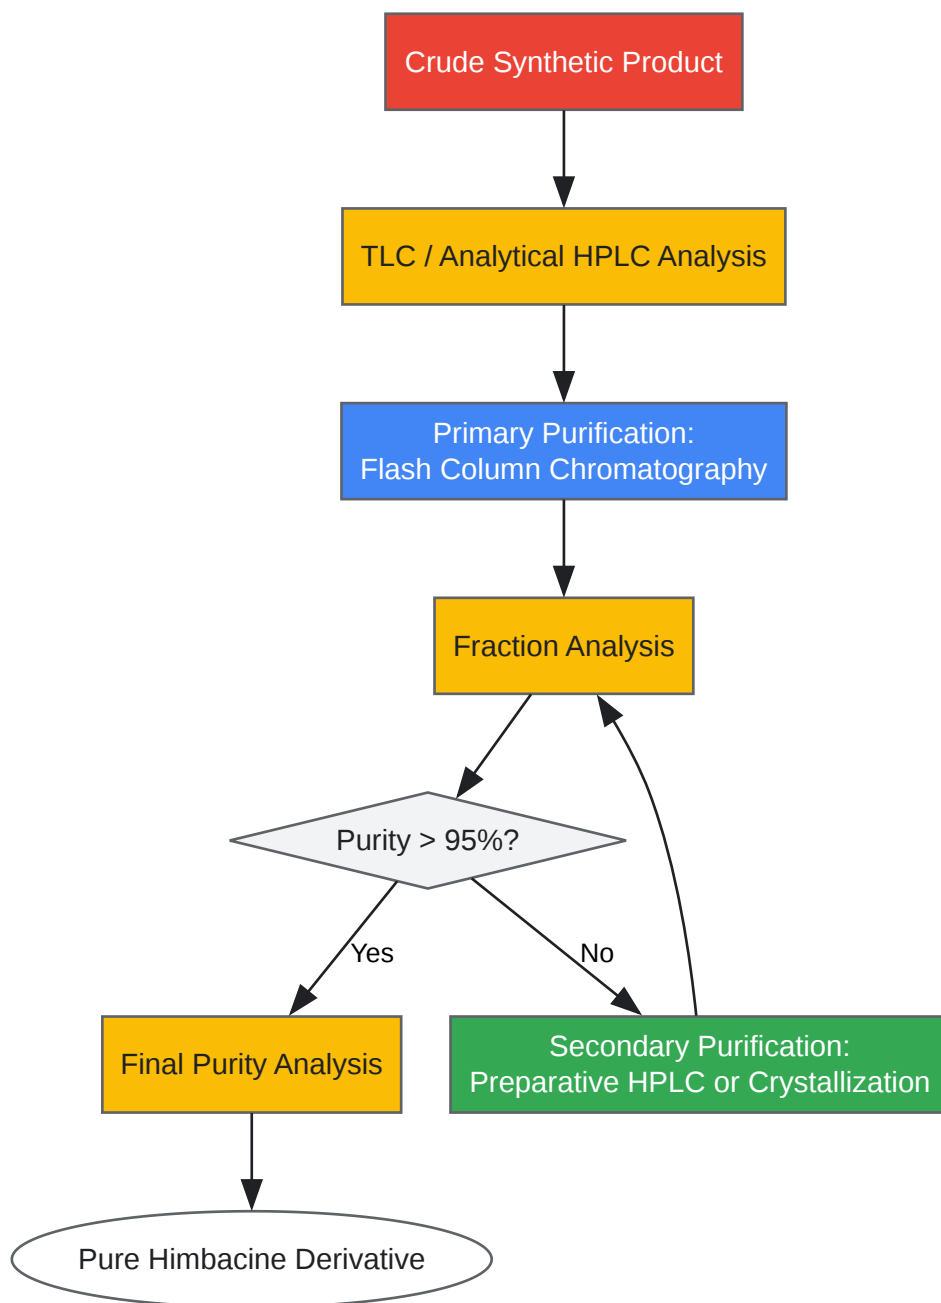 Crude Synthetic Product
TLC / Analytical HPLC Analysis
Primary Purification:
Flash Column Chromatography
Fraction Analysis
Purity > 95%?
Yes
No
Final Purity Analysis
Secondary Purification:
Preparative HPLC or Crystallization
Pure Himbacine Derivative